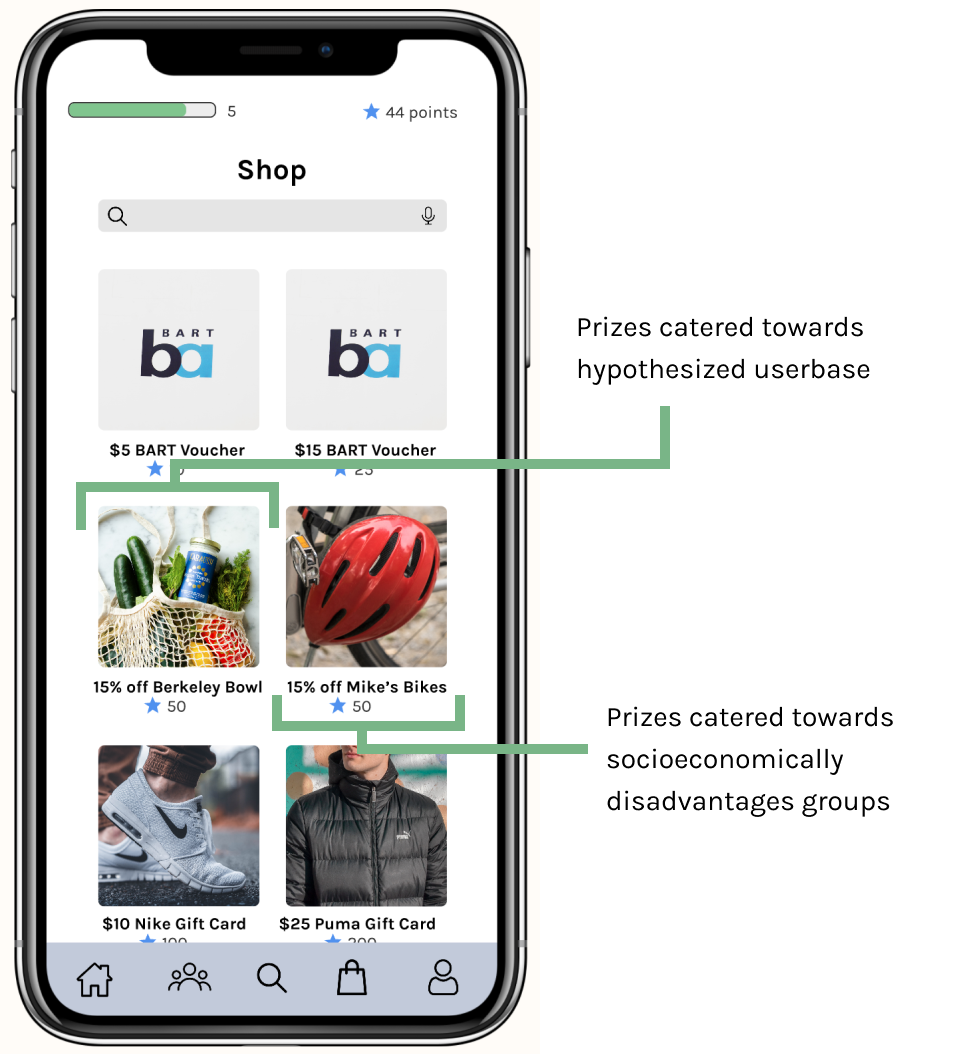 5
44 points
Shop
BART
ba
BART
ba
Prizes catered towards
hypothesized userbase
$5 BART Voucher
$15 BART Voucher
25
15% off Berkeley Bowl
15% off Mike's Bikes
50
50
Prizes catered towards
socioeconomically
disadvantages groups
$10 Nike Gift Card
$25 Puma Gift Card
100
200